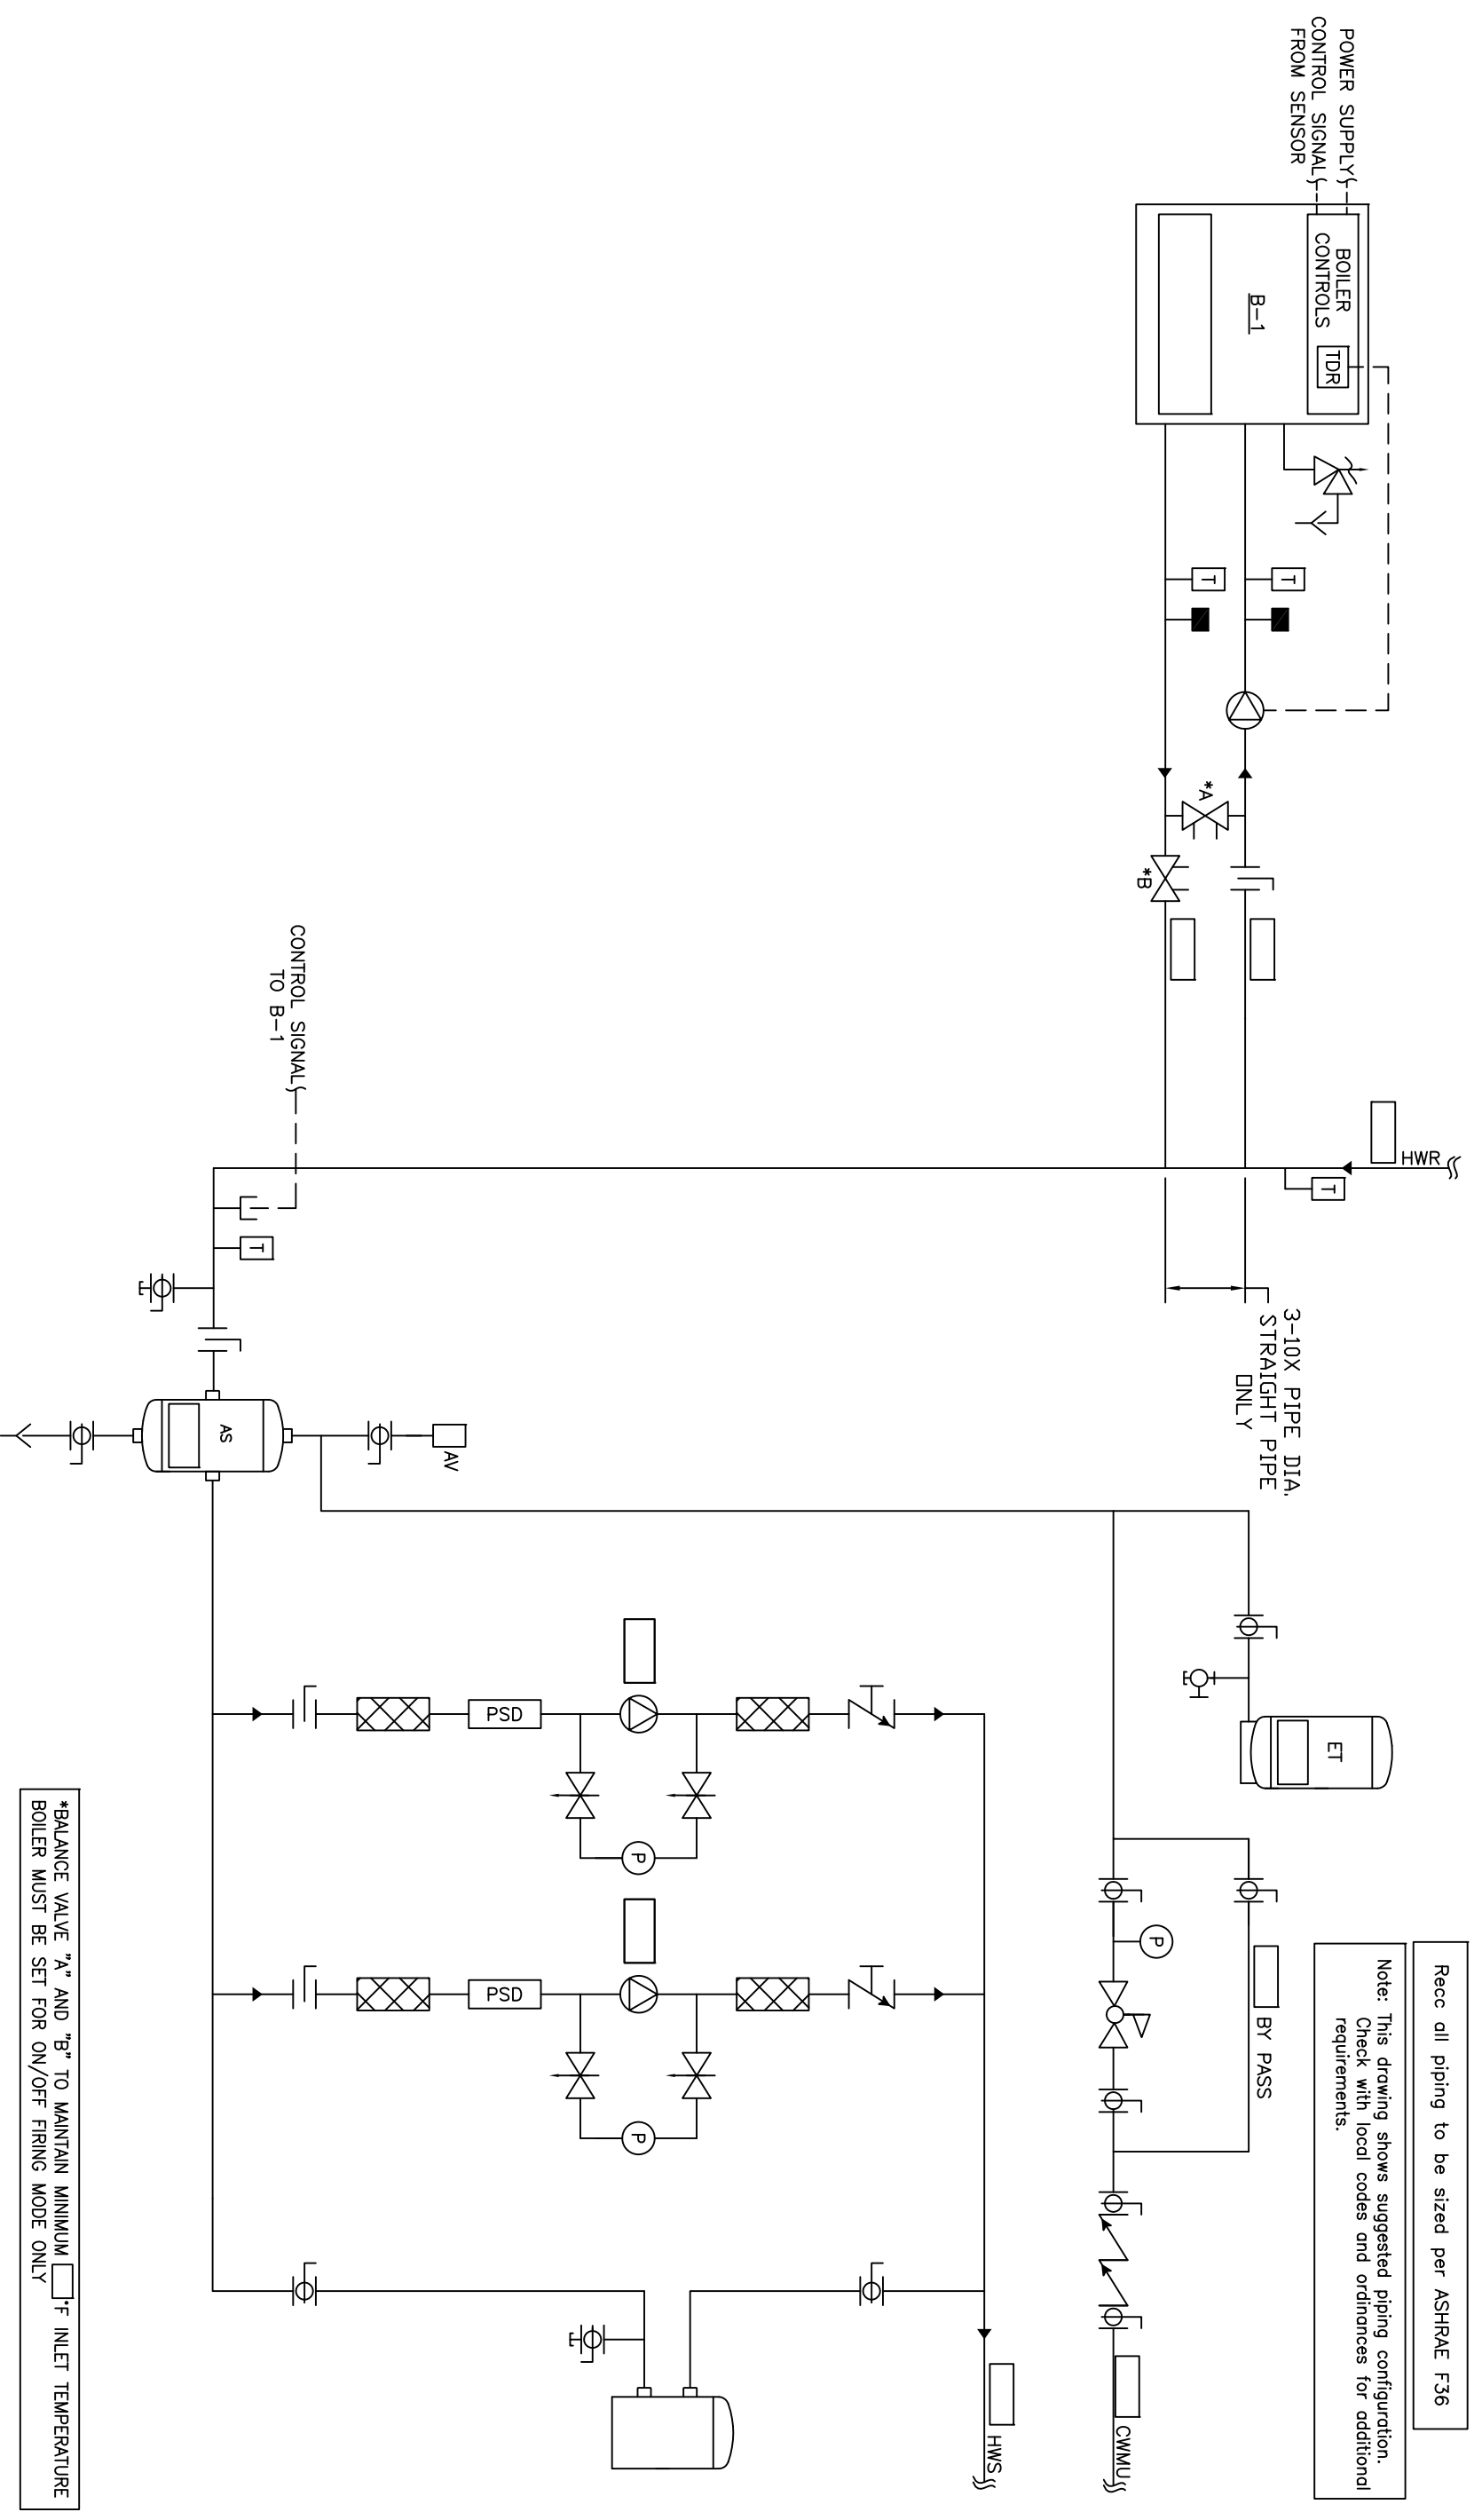 POWER SUPPLY
CONTROL SIGNAL
FROM SENSOR
BOILER
CONTROLS
TDR
B-1
T
T
*A
*B
HWR
T
3-10X PIPE DIA.
STRAIGHT PIPE
ONLY
CONTROL SIGNAL
TO B-1
T
AS
AV
ET
PSD
P
PSD
P
P
BY PASS
CWMU
HWS
Recc all piping to be sized per ASHRAE F36
Note: This drawing shows suggested piping configuration.
Check with local codes and ordinances for additional
requirements.
*BALANCE VALVE "A" AND "B" TO MAINTAIN MINIMUM °F INLET TEMPERATURE
BOILER MUST BE SET FOR ON/OFF FIRING MODE ONLY